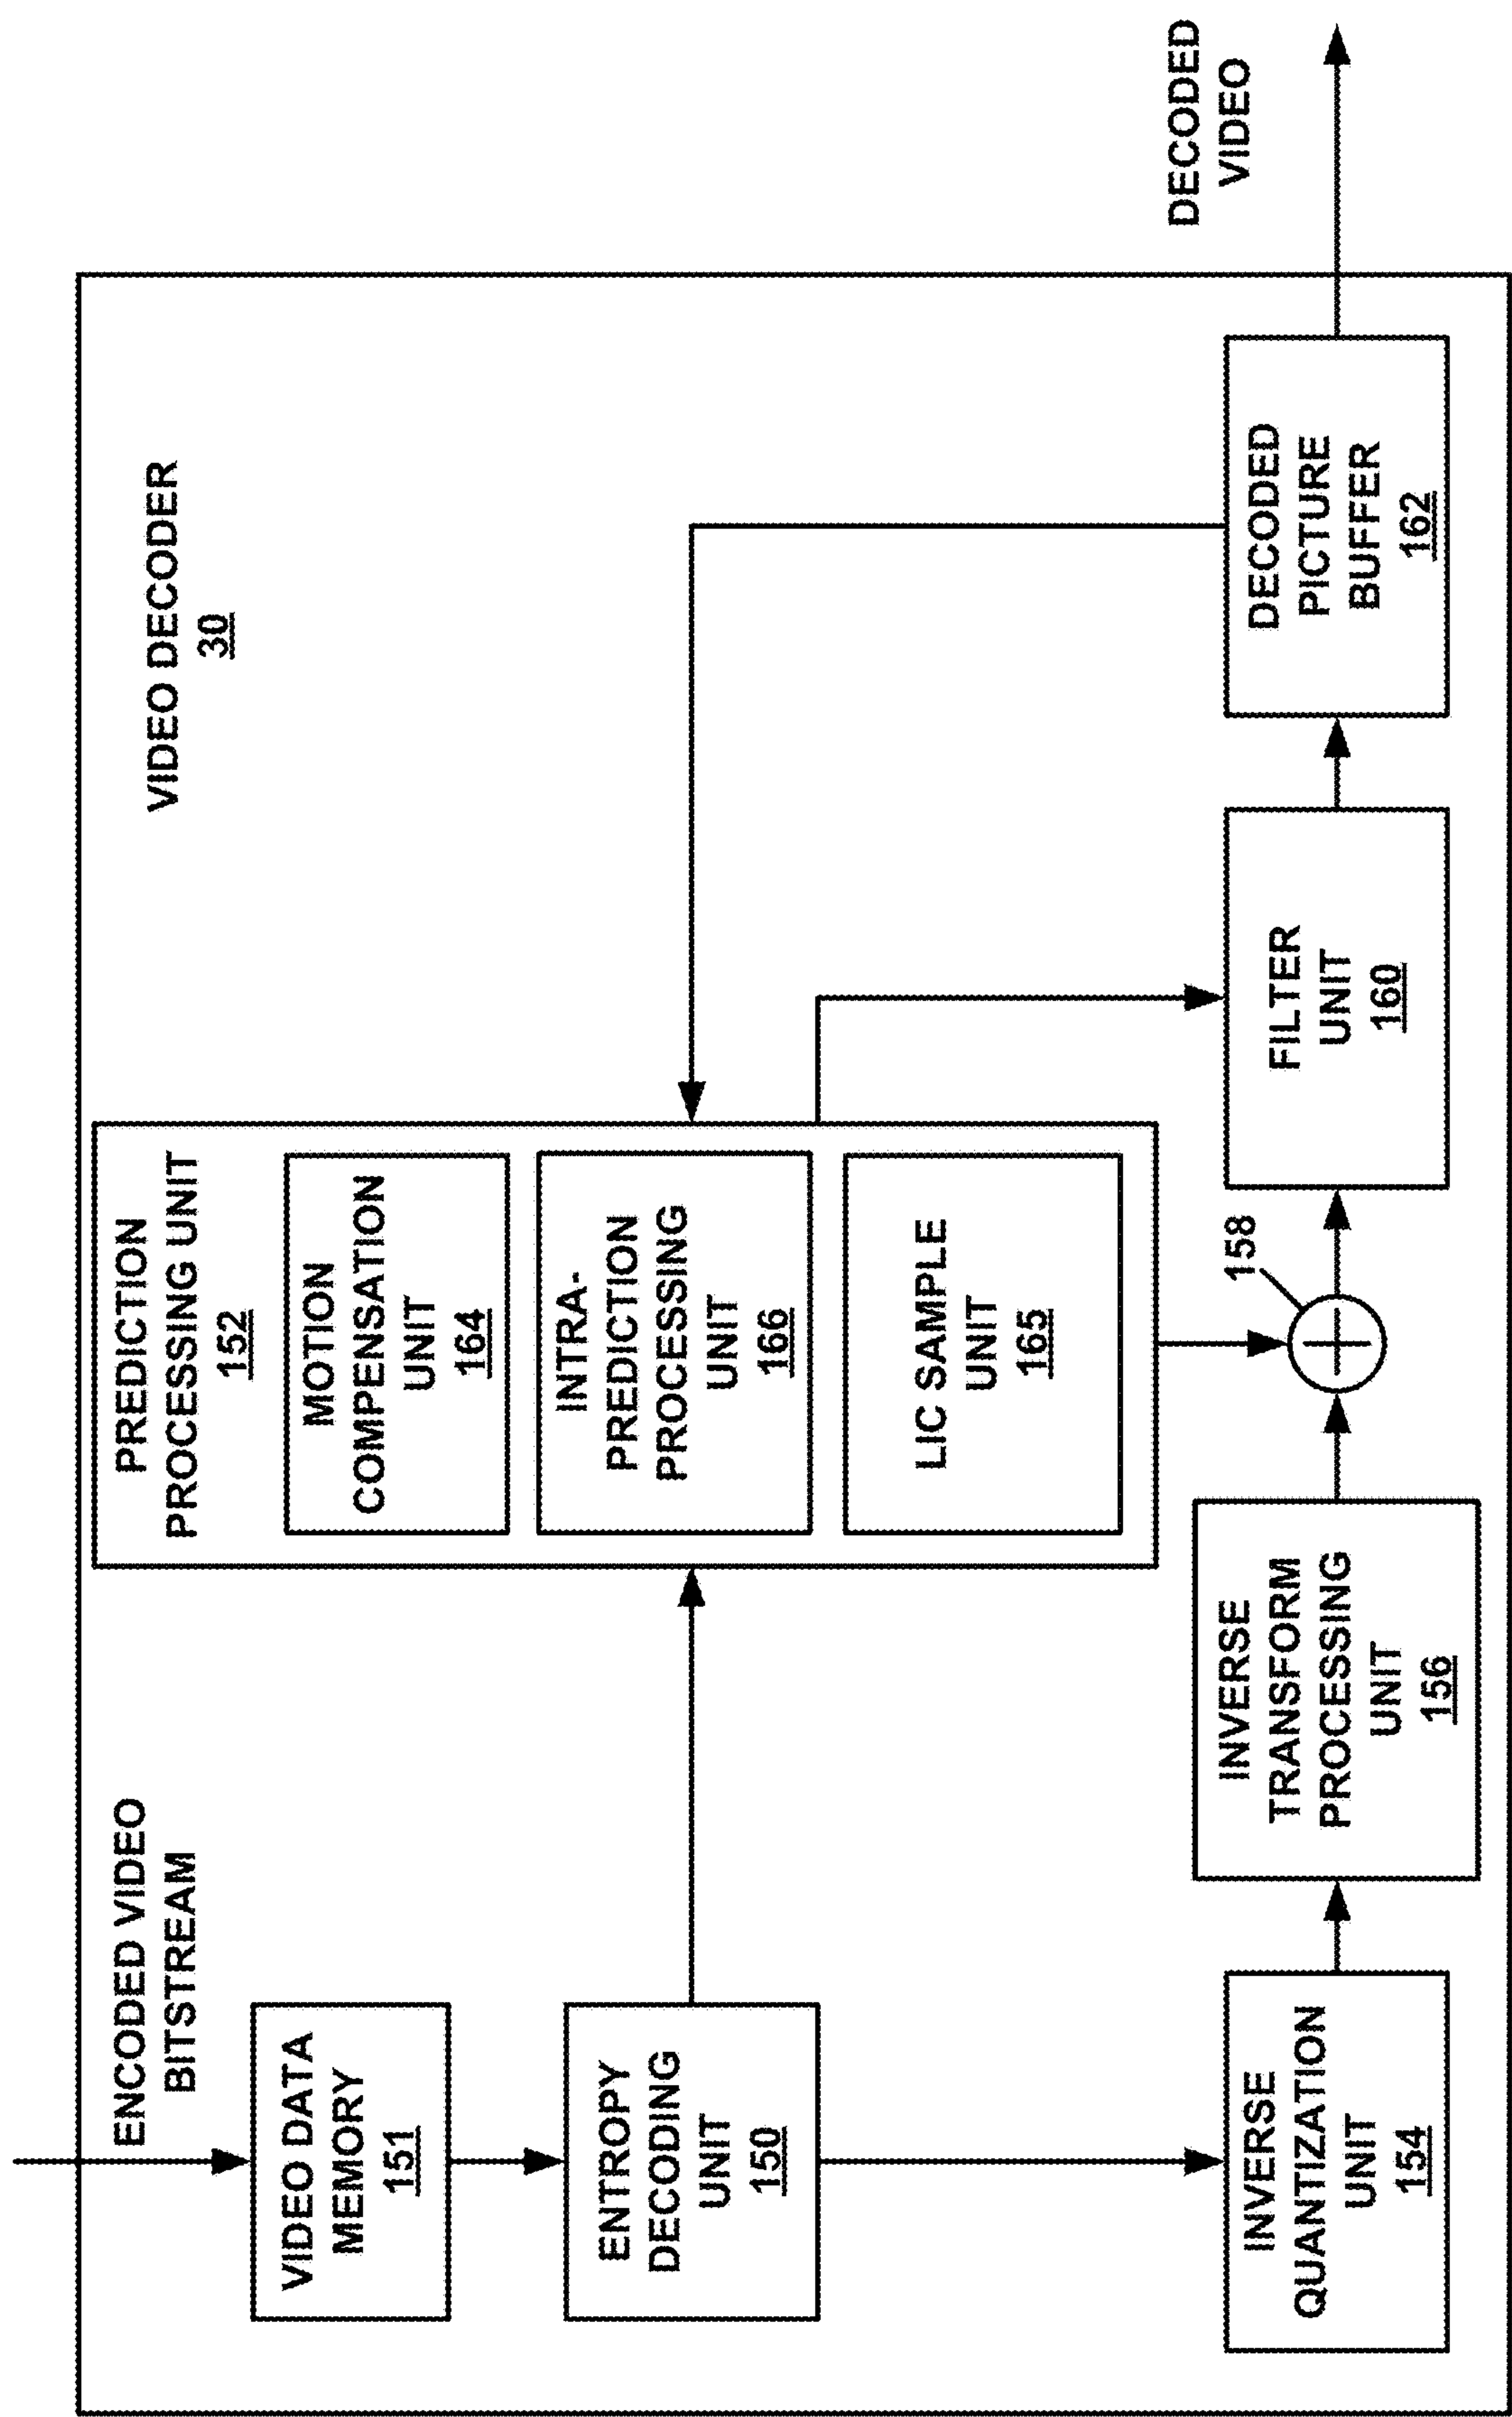 ENCODED VIDEO
BITSTREAM
VIDEO DECODER
30
VIDEO DATA
MEMORY
151
ENTROPY
DECODING
UNIT
150
PREDICTION
PROCESSING UNIT
152
MOTION
COMPENSATION
UNIT
164
INTRA-
PREDICTION
PROCESSING
UNIT
166
LIC SAMPLE
UNIT
165
INVERSE
QUANTIZATION
UNIT
154
INVERSE
TRANSFORM
PROCESSING
UNIT
156
158
FILTER
UNIT
160
DECODED
PICTURE
BUFFER
162
DECODED
VIDEO